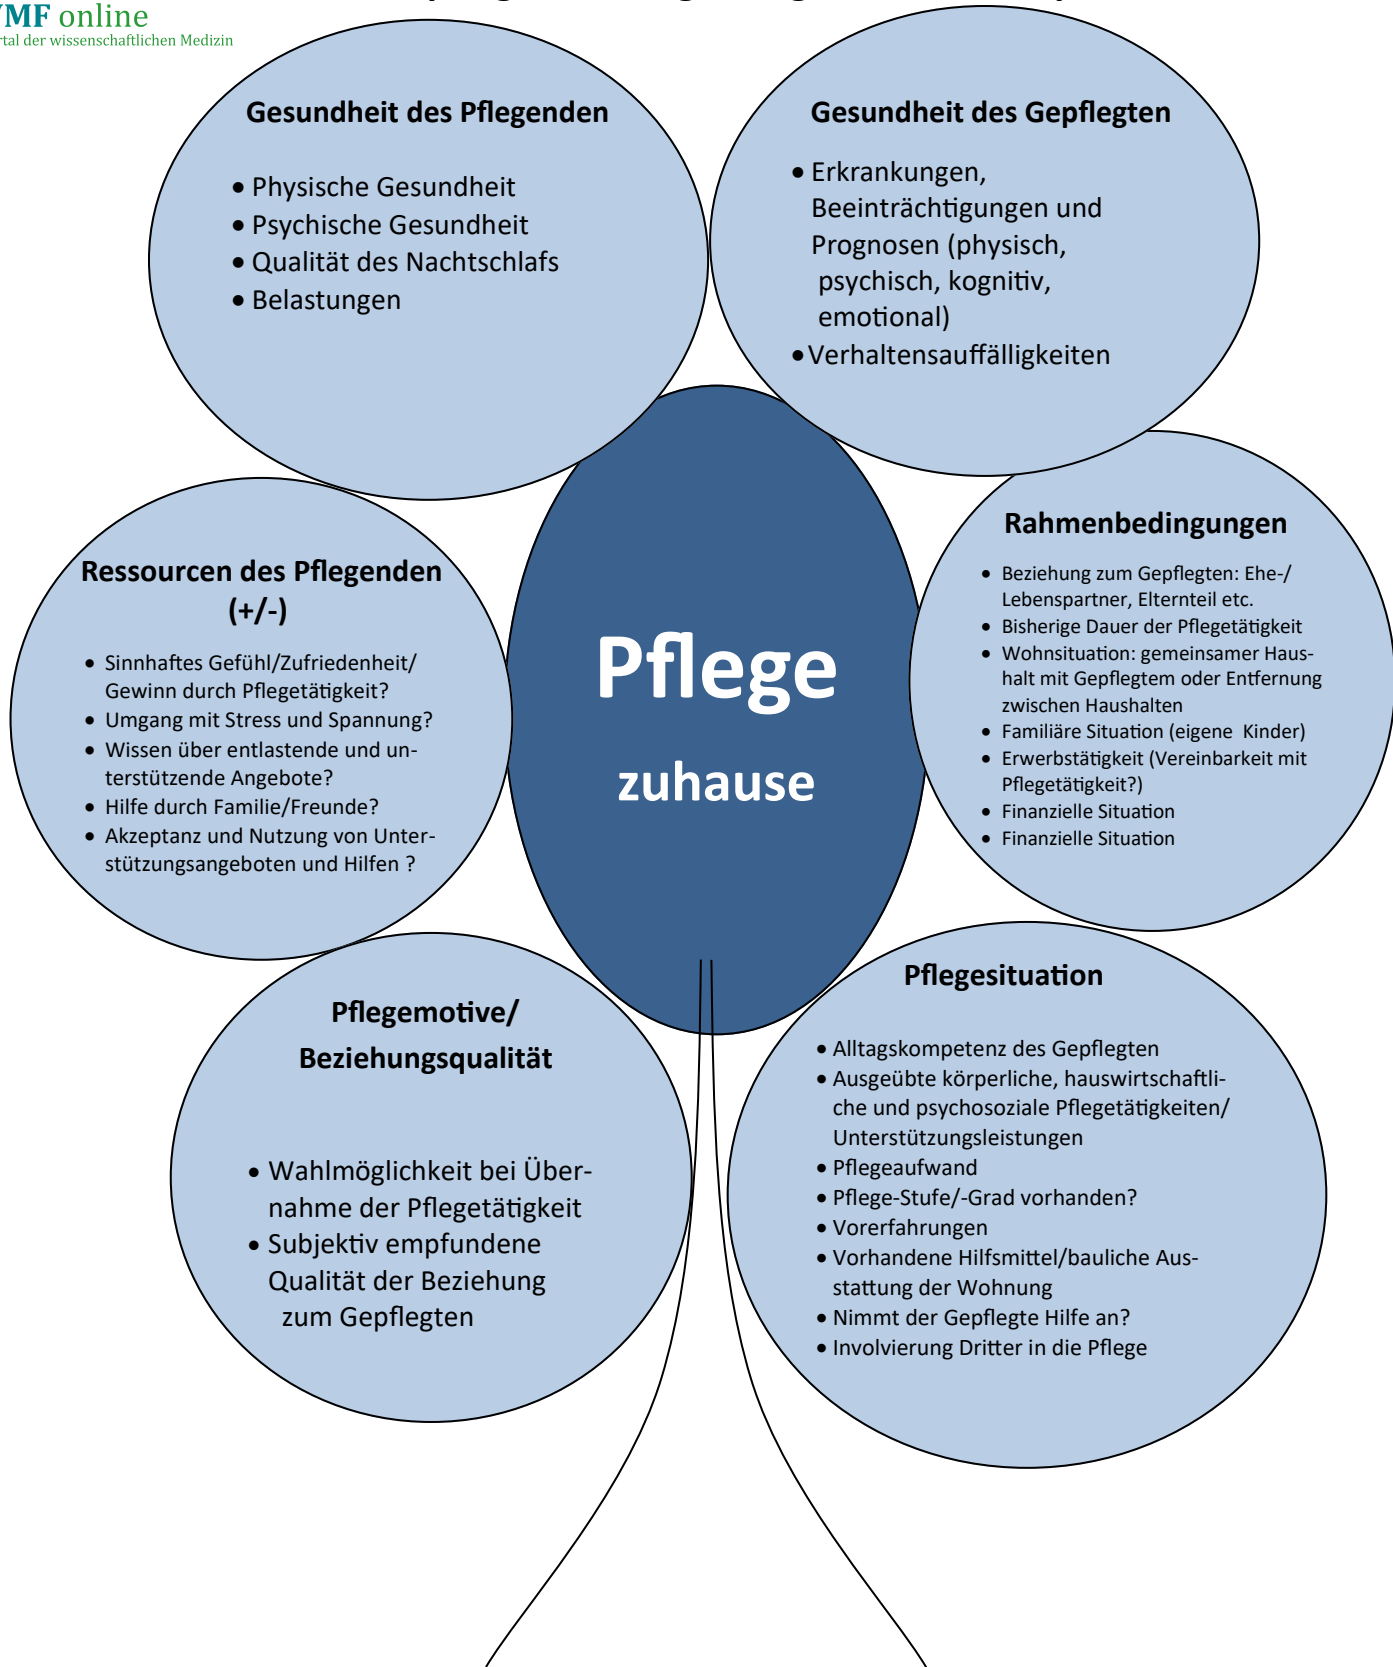 online
der wissenschaftlichen Medizin
Gesundheit des Pflegenden
• Physische Gesundheit
• Psychische Gesundheit
• Qualität des Nachtschlafs
• Belastungen
Gesundheit des Gepflegten
• Erkrankungen,
Beeinträchtigungen und
Prognosen (physisch,
psychisch, kognitiv,
emotional)
• Verhaltensauffälligkeiten
Ressourcen des Pflegenden
(+/-)
• Sinnhaftes Gefühl/Zufriedenheit/
Gewinn durch Pflegetätigkeit?
• Umgang mit Stress und Spannung?
• Wissen über entlastende und un-
terstützende Angebote?
• Hilfe durch Familie/Freunde?
• Akzeptanz und Nutzung von Unter-
stützungsangeboten und Hilfen ?
Pflege
zuhause
Rahmenbedingungen
• Beziehung zum Gepflegten: Ehe-/
Lebenspartner, Elternteil etc.
• Bisherige Dauer der Pflegetätigkeit
• Wohnsituation: gemeinsamer Haus-
halt mit Gepflegtem oder Entfernung
zwischen Haushalten
• Familiäre Situation (eigene Kinder)
• Erwerbstätigkeit (Vereinbarkeit mit
Pflegetätigkeit?)
• Finanzielle Situation
• Finanzielle Situation
Pflegemotive/
Beziehungsqualität
• Wahlmöglichkeit bei Über-
nahme der Pflegetätigkeit
• Subjektiv empfundene
Qualität der Beziehung
zum Gepflegten
Pflegesituation
• Alltagskompetenz des Gepflegten
• Ausgeübte körperliche, hauswirtschaftli-
che und psychosoziale Pflegetätigkeiten/
Unterstützungsleistungen
• Pflegeaufwand
• Pflege-Stufe/-Grad vorhanden?
• Vorerfahrungen
• Vorhandene Hilfsmittel/bauliche Aus-
stattung der Wohnung
• Nimmt der Gepflegte Hilfe an?
• Involvierung Dritter in die Pflege